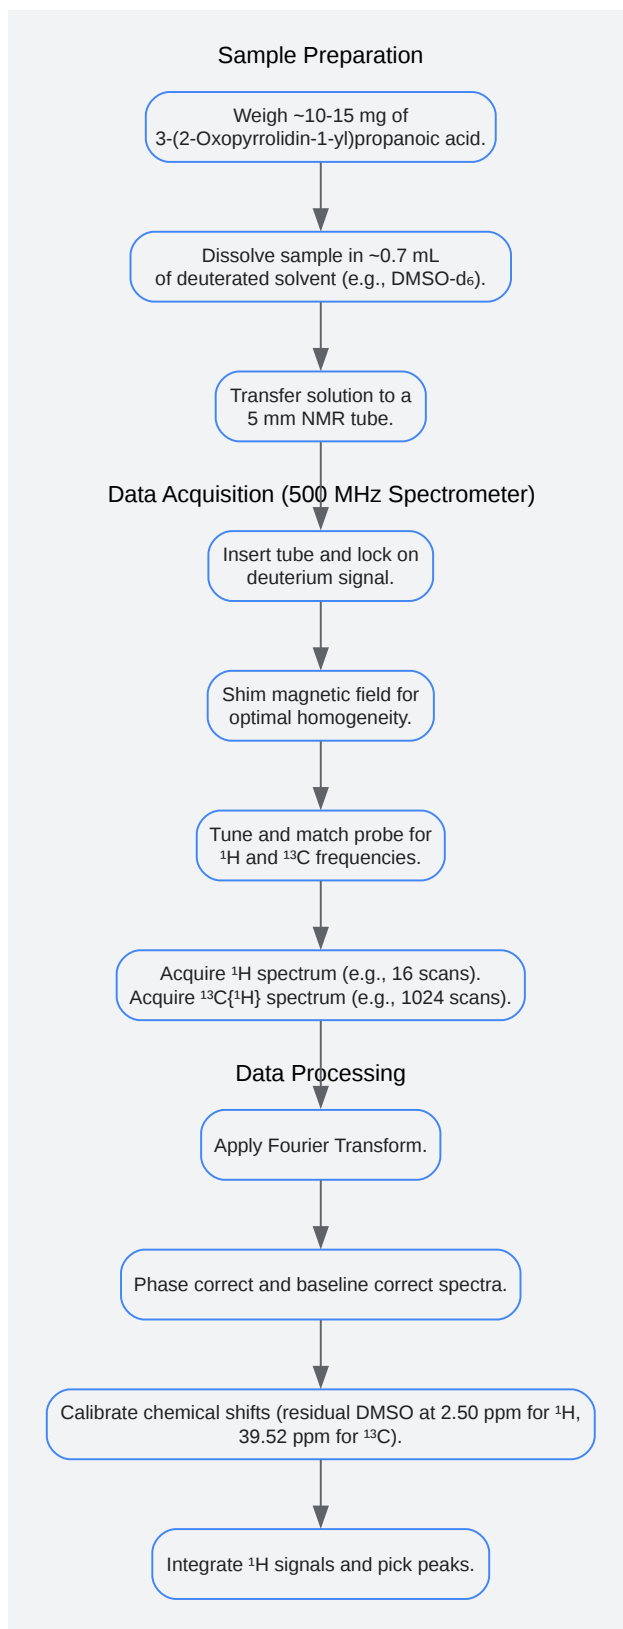 Sample Preparation
Weigh ~10-15 mg of
3-(2-Oxopyrrolidin-1-yl)propanoic acid.
Dissolve sample in ~0.7 mL
of deuterated solvent (e.g., DMSO-d₆).
Transfer solution to a
5 mm NMR tube.
Data Acquisition (500 MHz Spectrometer)
Insert tube and lock on
deuterium signal.
Shim magnetic field for
optimal homogeneity.
Tune and match probe for
¹H and ¹³C frequencies.
Acquire ¹H spectrum (e.g., 16 scans).
Acquire ¹³C{¹H} spectrum (e.g., 1024 scans).
Data Processing
Apply Fourier Transform.
Phase correct and baseline correct spectra.
Calibrate chemical shifts (residual DMSO at 2.50 ppm for ¹H,
39.52 ppm for ¹³C).
Integrate ¹H signals and pick peaks.